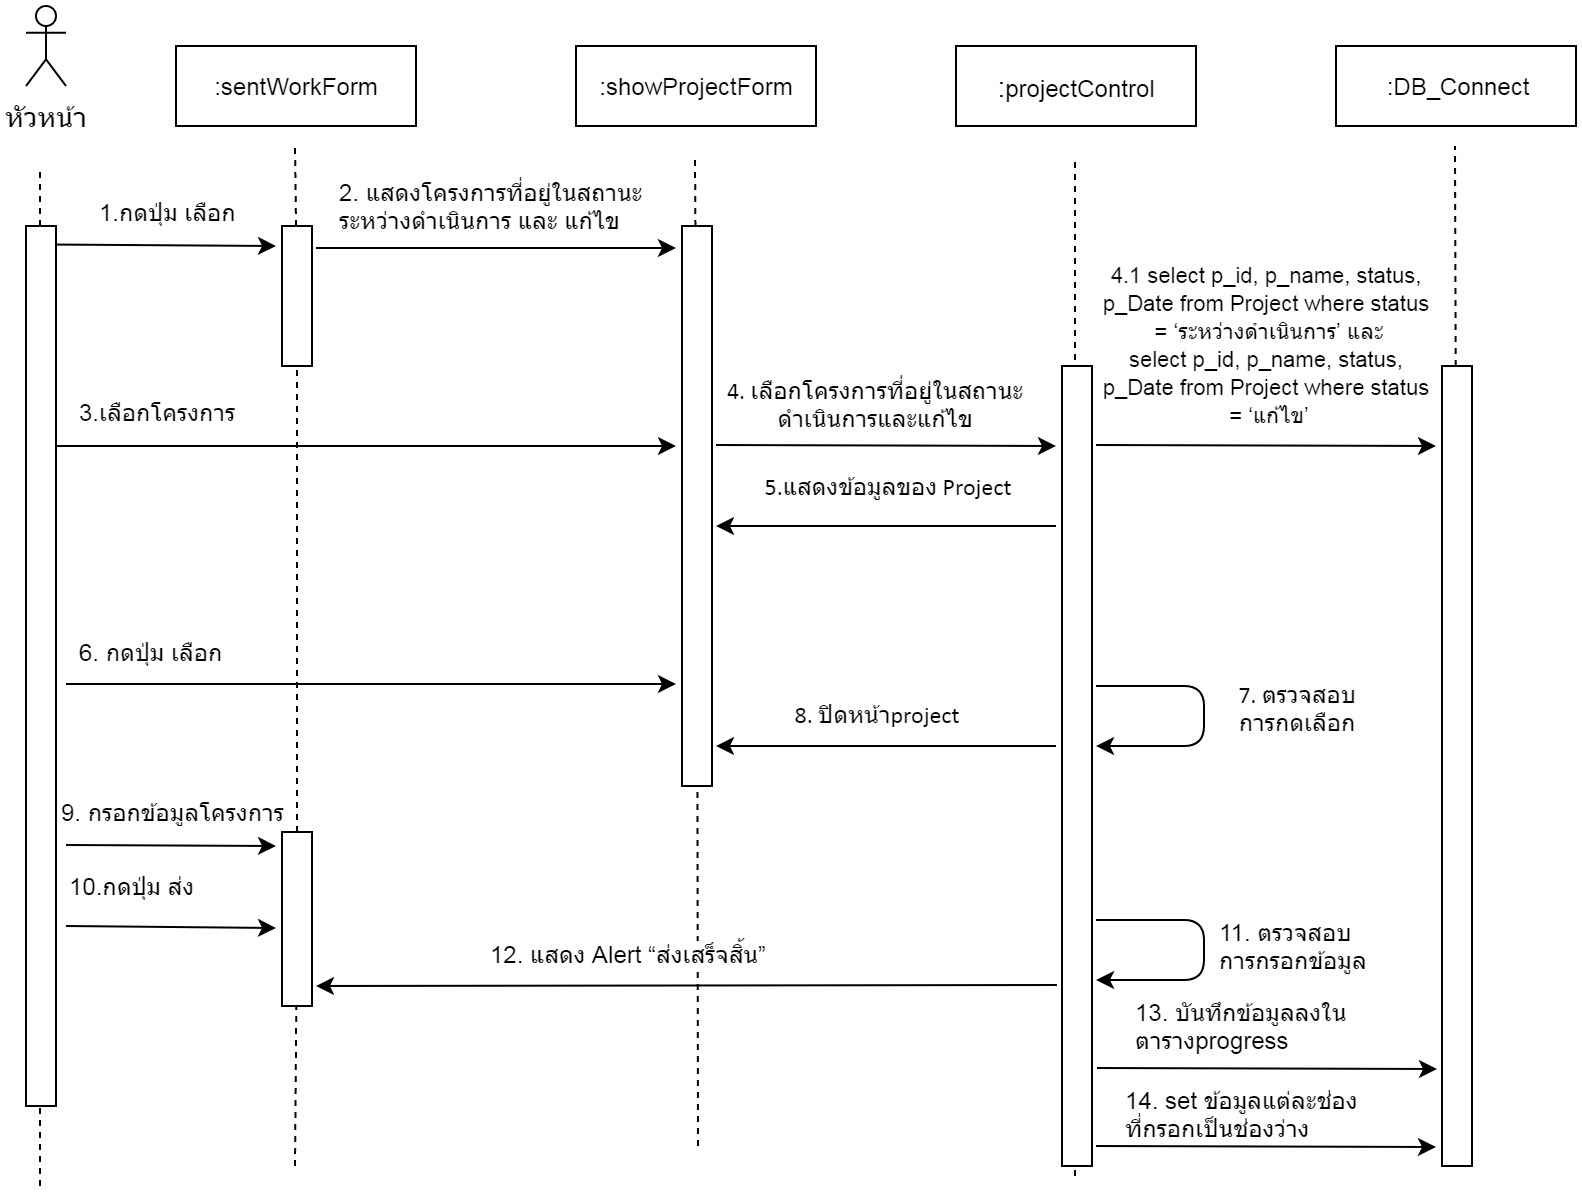 หัวหน้า
:sentWorkForm
:showProjectForm
:projectControl
:DB_Connect
1.กดปุ่ม เลือก
2. แสดงโครงการที่อยู่ในสถานะ
ระหว่างดำเนินการ และ แก้ไข
3.เลือกโครงการ
4. เลือกโครงการที่อยู่ในสถานะ
ดำเนินการและแก้ไข
4.1 select p_id, p_name, status,
p_Date from Project where status
= ‘ระหว่างดำเนินการ’ และ
select p_id, p_name, status,
p_Date from Project where status
= ‘แก้ไข’
5.แสดงข้อมูลของ Project
6. กดปุ่ม เลือก
7. ตรวจสอบ
การกดเลือก
8. ปิดหน้าproject
9. กรอกข้อมูลโครงการ
10.กดปุ่ม ส่ง
11. ตรวจสอบ
การกรอกข้อมูล
12. แสดง Alert “ส่งเสร็จสิ้น”
13. บันทึกข้อมูลลงใน
ตารางprogress
14. set ข้อมูลแต่ละช่อง
ที่กรอกเป็นช่องว่าง